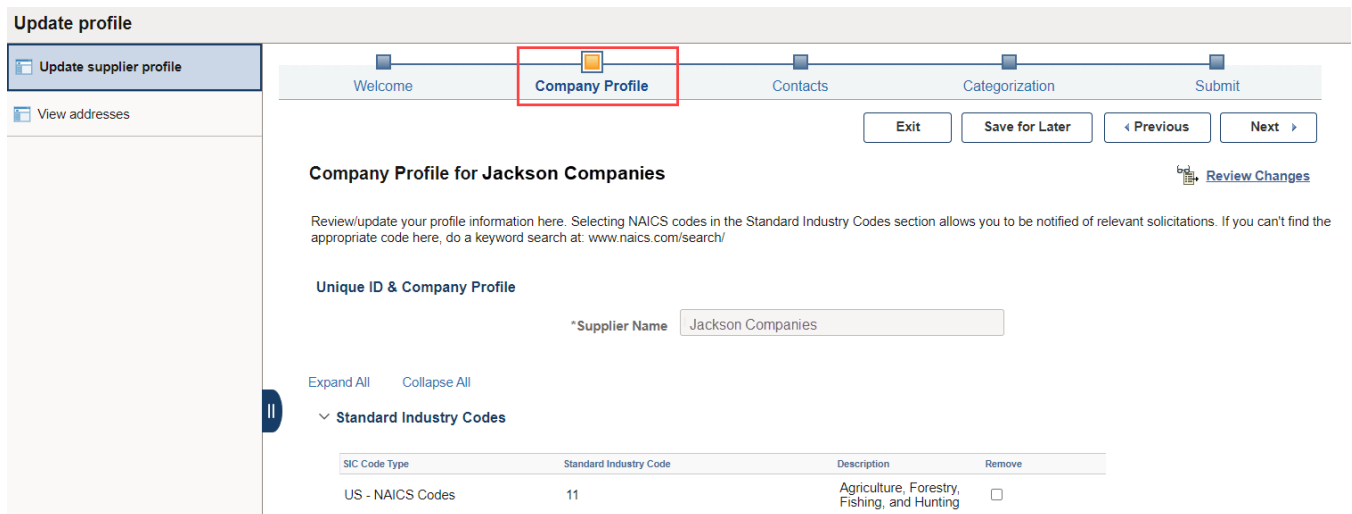 Update profile
Update supplier profile
View addresses
Welcome
Company Profile
Contacts
Categorization
Submit
Exit
Save for Later
Previous
Next
Company Profile for Jackson Companies
Review Changes
Review/update your profile information here. Selecting NAICS codes in the Standard Industry Codes section allows you to be notified of relevant solicitations. If you can't find the
appropriate code here, do a keyword search at: www.naics.com/search/
Unique ID & Company Profile
*Supplier Name
Jackson Companies
Expand All
Collapse All
Standard Industry Codes
SIC Code Type
Standard Industry Code
Description
Remove
US - NAICS Codes
11
Agriculture, Forestry,
Fishing, and Hunting